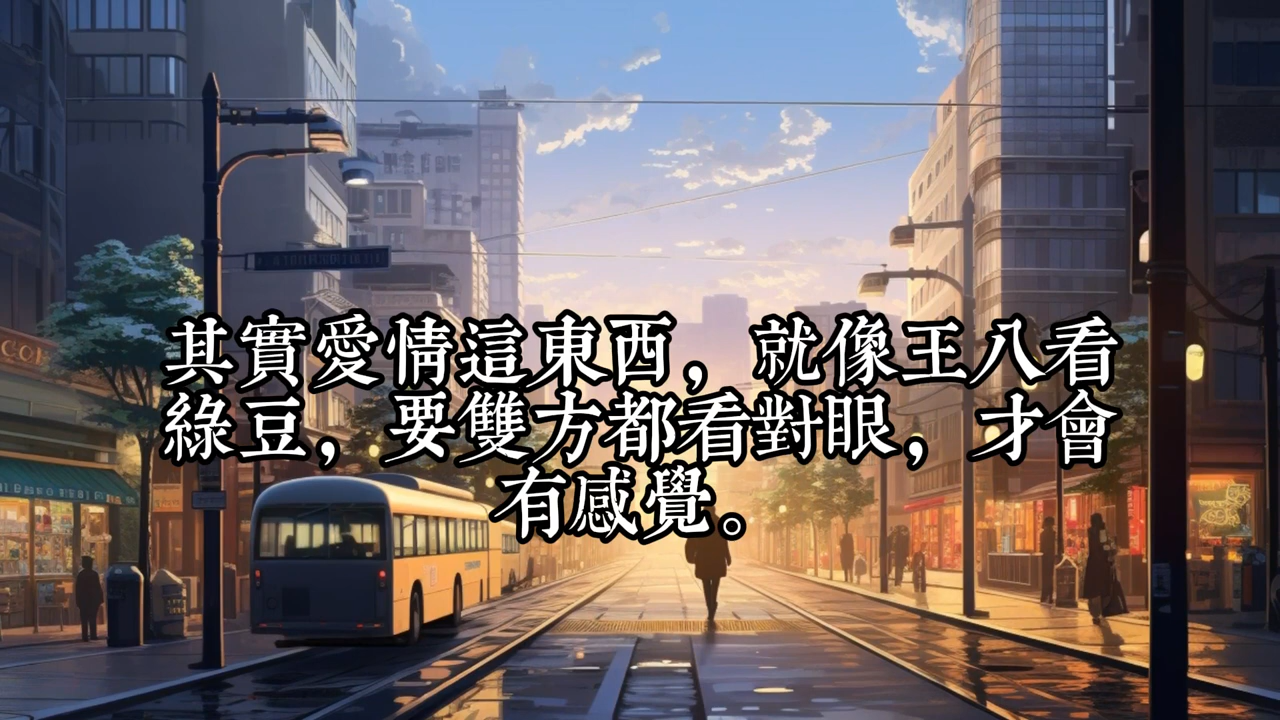 其實愛情這東西，就像王八看
綠豆，要雙方都看對眼，才會
有感覺。